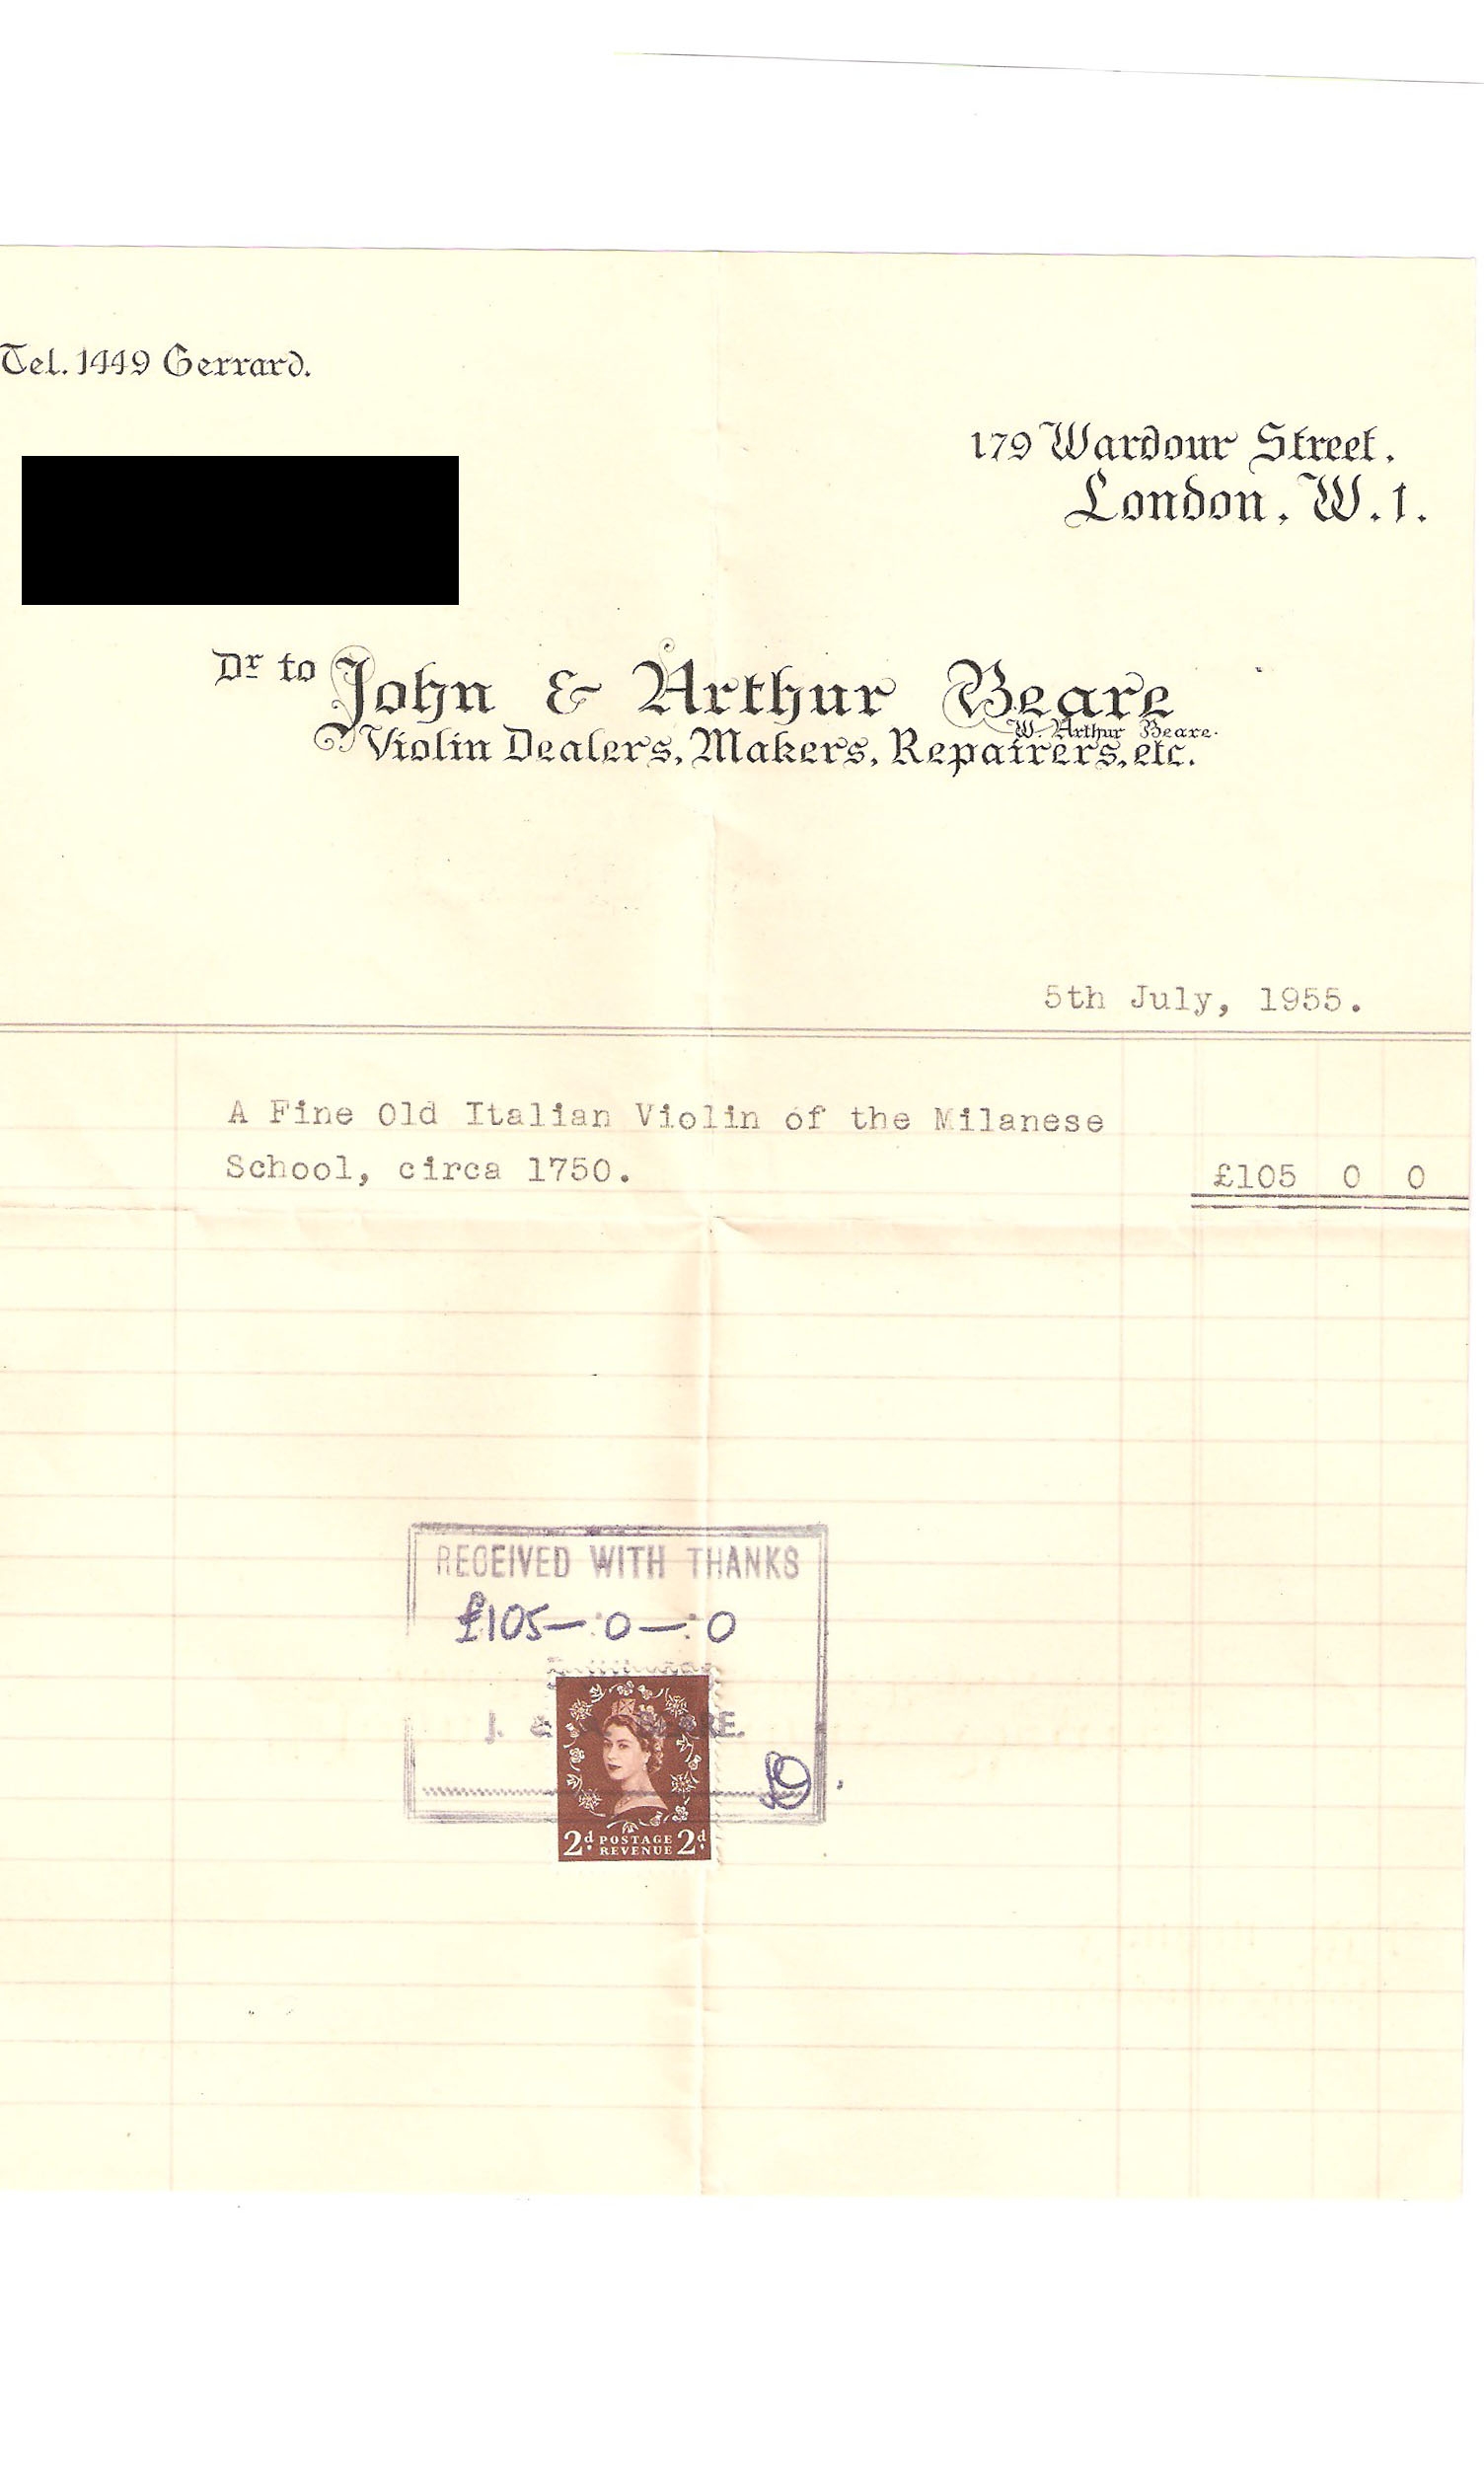 Tel. 1449 Gerrard.
179 Wardour Street.
London. W.1.
Dr to John & Arthur Beare
W. Arthur Beare.
Violin Dealers, Makers, Repairers, etc.
5th July, 1955.
A Fine Old Italian Violin of the Milanese
School, circa 1750.
£105 0 0
RECEIVED WITH THANKS
£105—:0—:0
J. &
2d POSTAGE 2d
REVENUE